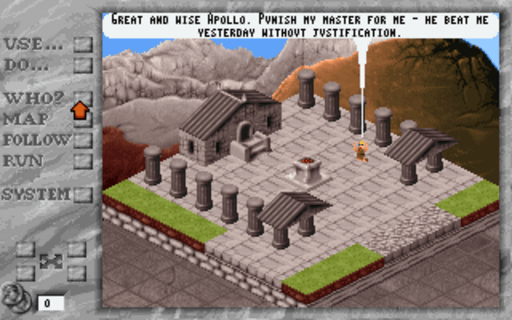 Great and wise Apollo. Punish my master for me - he beat me
yesterday without justification.
USE...
DO...
WHO?
MAP
FOLLOW
RUN
SYSTEM
0